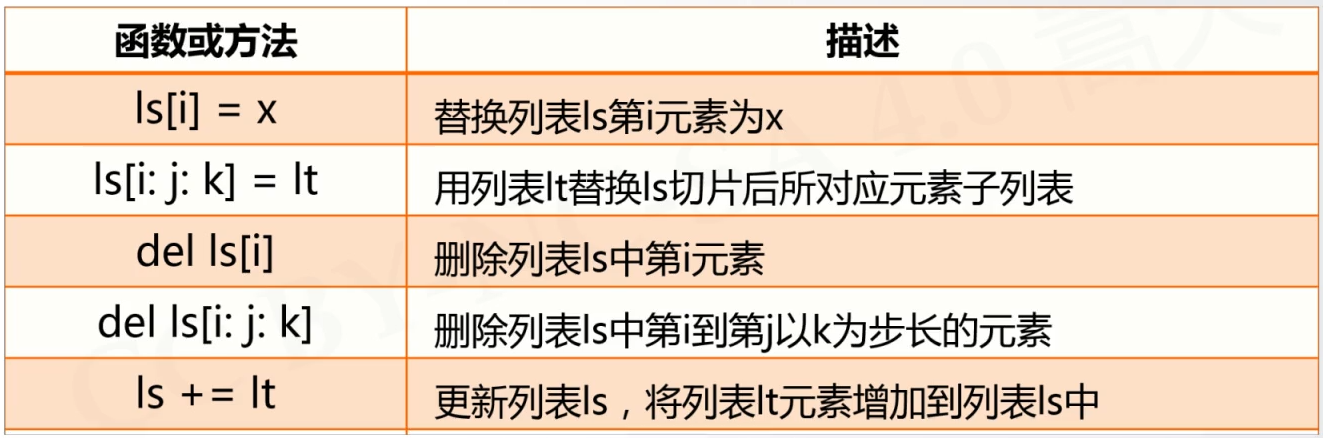 函数或方法 描述
ls[i] = x 替换列表ls第i元素为x
ls[i: j: k] = lt 用列表lt替换ls切片后所对应元素子列表
del ls[i] 删除列表ls中第i元素
del ls[i: j: k] 删除列表ls中第i到第j以k为步长的元素
ls += lt 更新列表ls，将列表lt元素增加到列表ls中